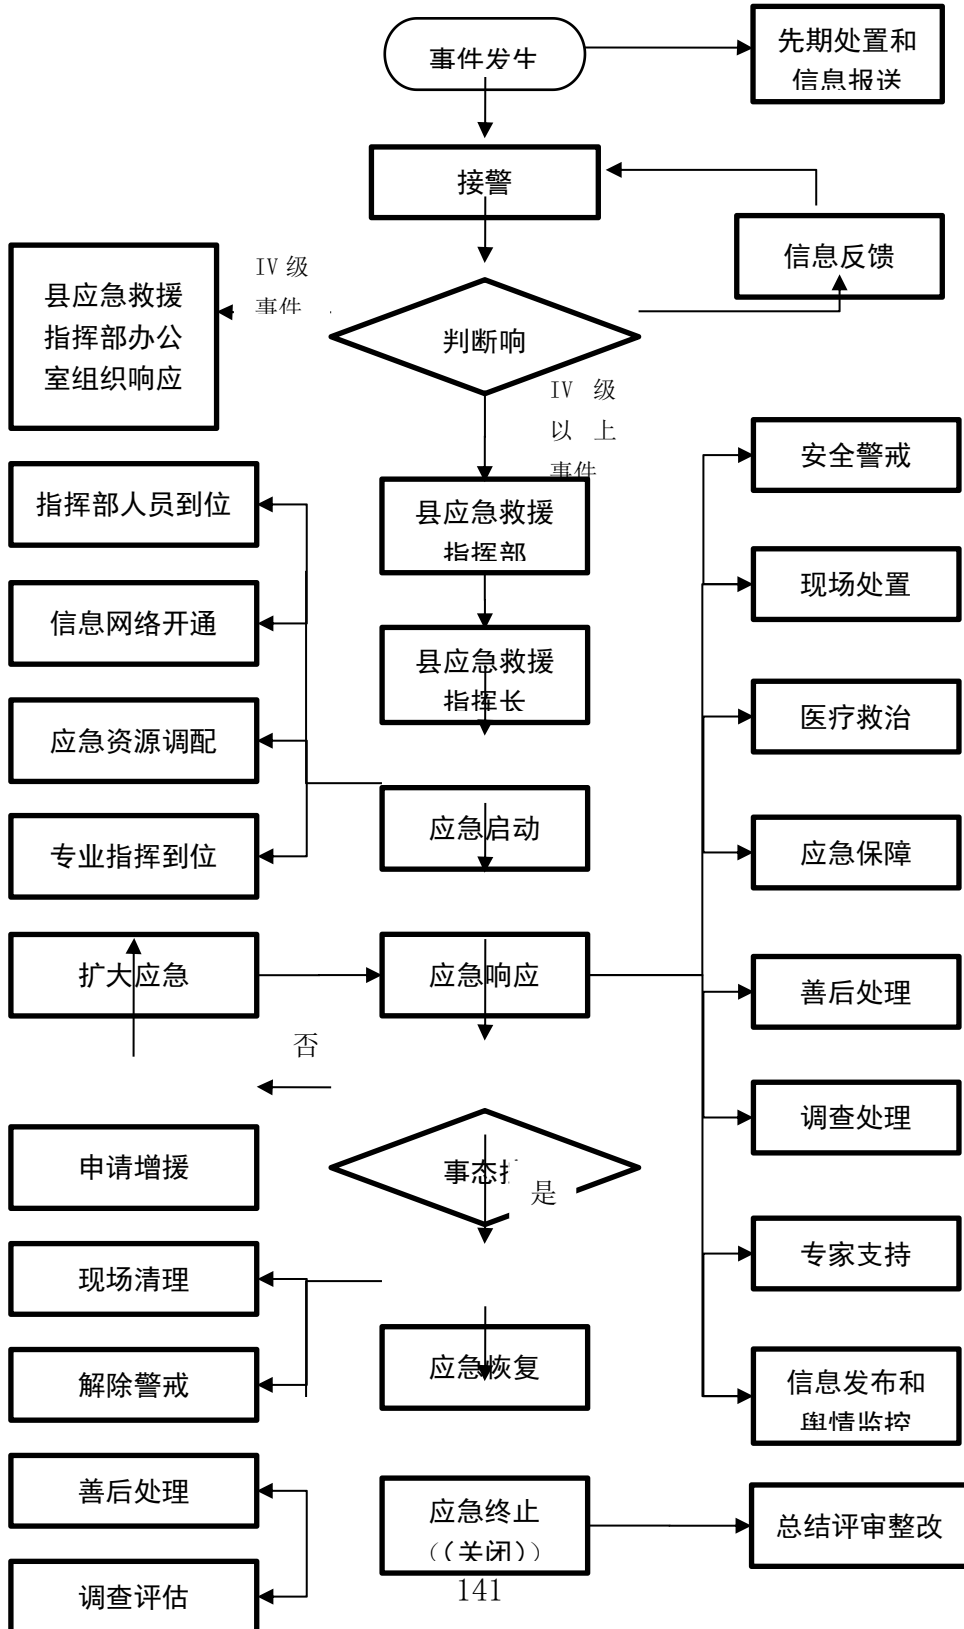 事件发生
先期处置和
信息报送
接警
信息反馈
IV 级
事件
县应急救援
指挥部办公
室组织响应
判断响
IV 级
以 上
事件
安全警戒
指挥部人员到位
县应急救援
指挥部
现场处置
信息网络开通
县应急救援
指挥长
医疗救治
应急资源调配
应急启动
专业指挥到位
应急保障
扩大应急
应急响应
善后处理
否
调查处理
申请增援
事态
是
专家支持
现场清理
应急恢复
解除警戒
信息发布和
舆情监控
善后处理
应急终止
((关闭))
总结评审整改
调查评估
141